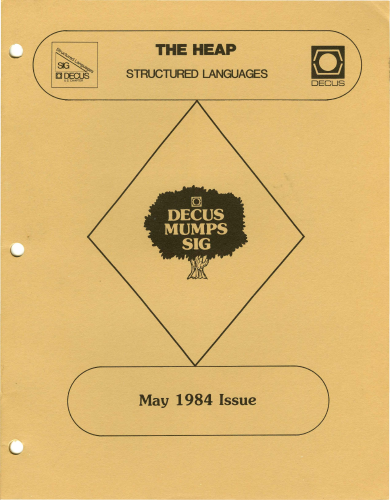 Structured Languages
SIG
DECUS
THE HEAP
STRUCTURED LANGUAGES
DECUS
DECUS
MUMPS
SIG
May 1984 Issue